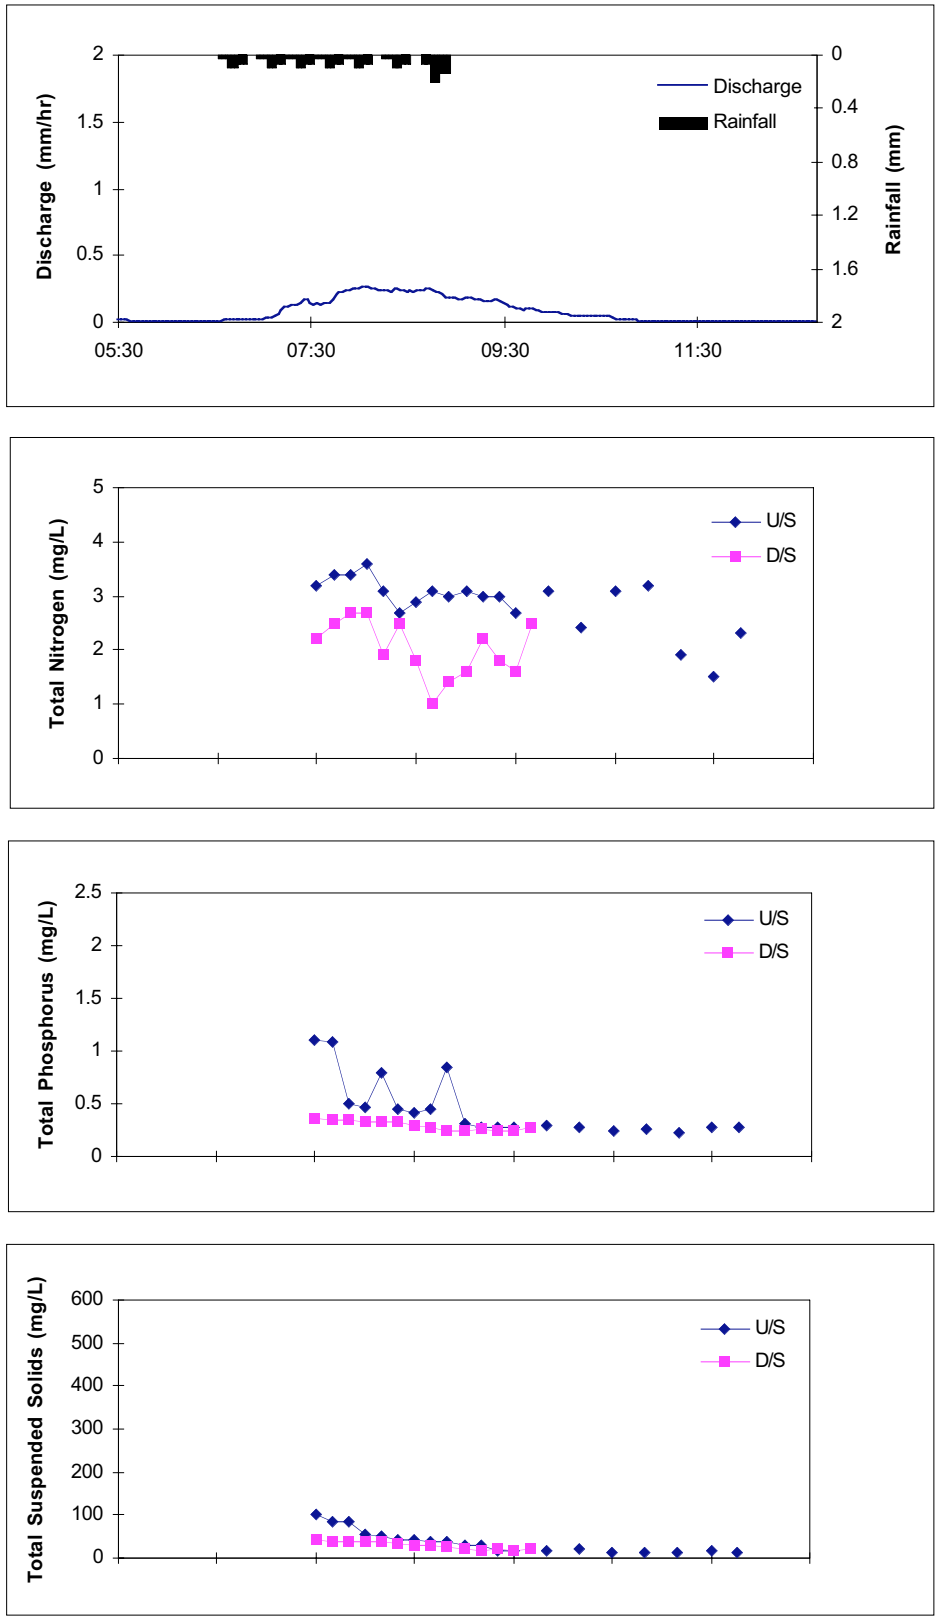 2
1.5
1
0.5
0
Discharge (mm/hr)
05:30 07:30 09:30 11:30
0
0.4
0.8
1.2
1.6
2
Rainfall (mm)
Discharge
Rainfall
5
4
3
2
1
0
Total Nitrogen (mg/L)
U/S
D/S
2.5
2
1.5
1
0.5
0
Total Phosphorus (mg/L)
U/S
D/S
600
500
400
300
200
100
0
Total Suspended Solids (mg/L)
U/S
D/S